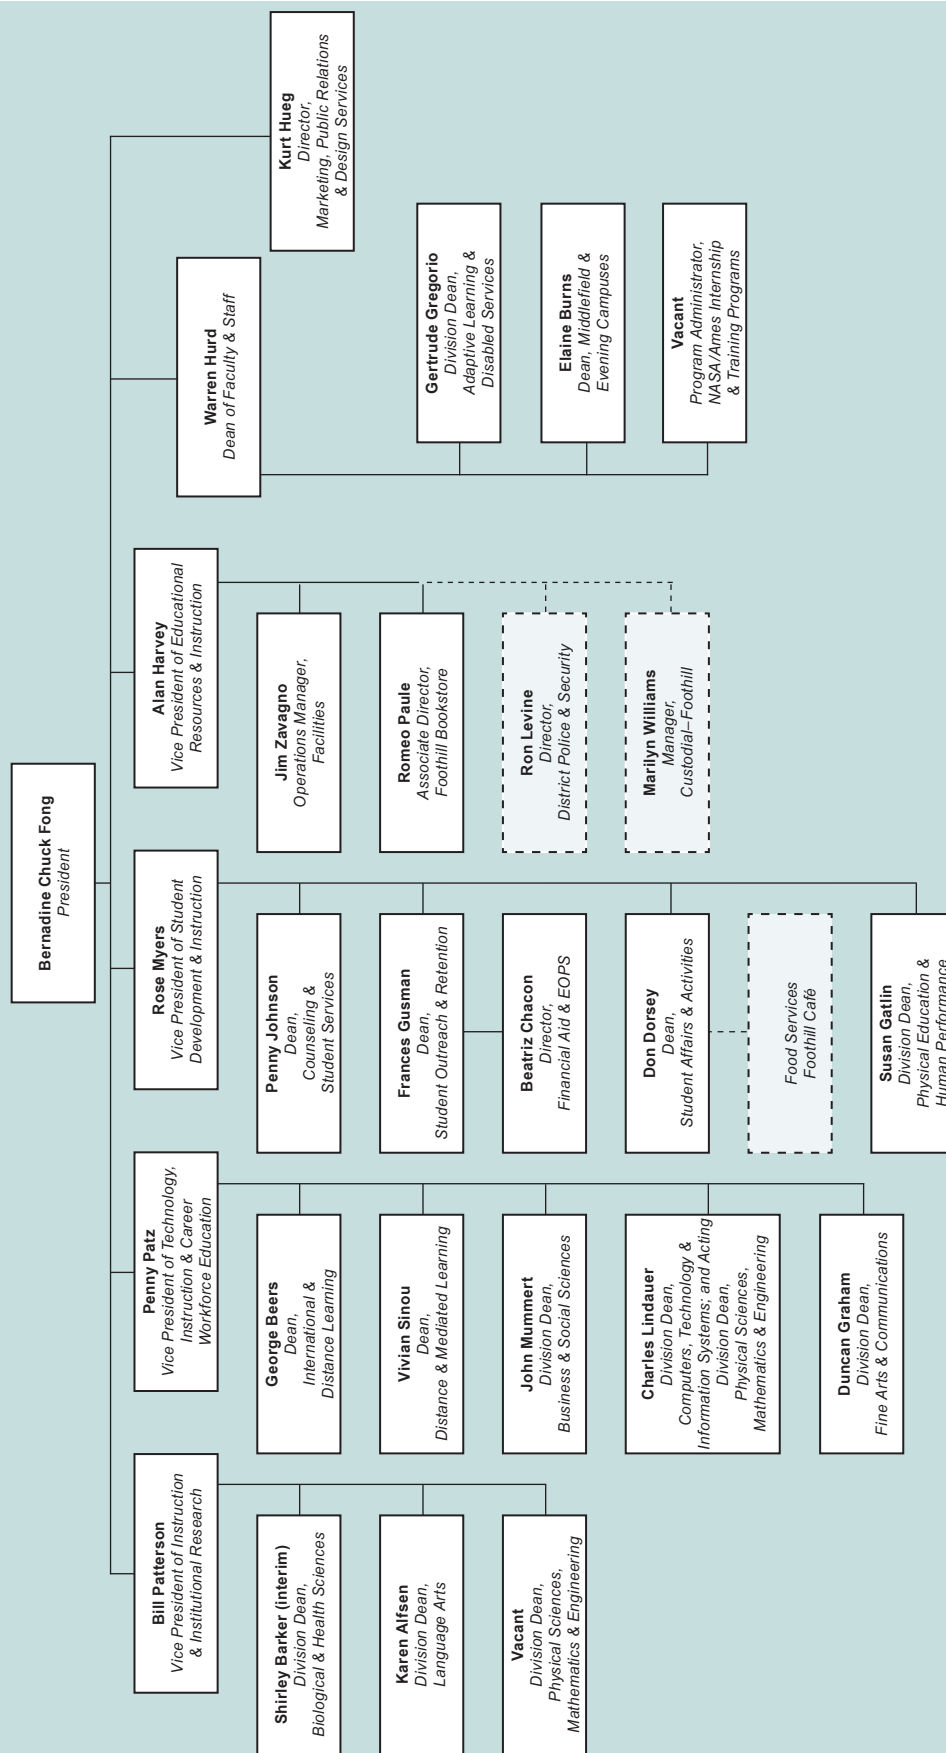 Bernadine Chuck Fong
President
Bill Patterson
Vice President of Instruction
& Institutional Research
Shirley Barker (interim)
Division Dean,
Biological & Health Sciences
Karen Alfsen
Division Dean,
Language Arts
Vacant
Division Dean,
Physical Sciences,
Mathematics & Engineering
Penny Patz
Vice President of Technology,
Instruction & Career
Workforce Education
George Beers
Dean,
International &
Distance Learning
Vivian Sinou
Dean,
Distance & Mediated Learning
John Mummert
Division Dean,
Business & Social Sciences
Charles Lindauer
Division Dean,
Computers, Technology &
Information Systems; and Acting
Division Dean,
Physical Sciences,
Mathematics & Engineering
Duncan Graham
Division Dean,
Fine Arts & Communications
Rose Myers
Vice President of Student
Development & Instruction
Penny Johnson
Dean,
Counseling &
Student Services
Frances Gusman
Dean,
Student Outreach & Retention
Beatriz Chacon
Director,
Financial Aid & EOPS
Don Dorsey
Dean,
Student Affairs & Activities
Food Services
Foothill Café
Susan Gatlin
Division Dean,
Physical Education &
Human Performance
Alan Harvey
Vice President of Educational
Resources & Instruction
Jim Zavagno
Operations Manager,
Facilities
Romeo Paule
Associate Director,
Foothill Bookstore
Ron Levine
Director,
District Police & Security
Marilyn Williams
Manager,
Custodial–Foothill
Warren Hurd
Dean of Faculty & Staff
Gertrude Gregorio
Division Dean,
Adaptive Learning &
Disabled Services
Elaine Burns
Dean, Middlefield &
Evening Campuses
Vacant
Program Administrator,
NASA/Ames Internship
& Training Programs
Kurt Hueg
Director,
Marketing, Public Relations
& Design Services